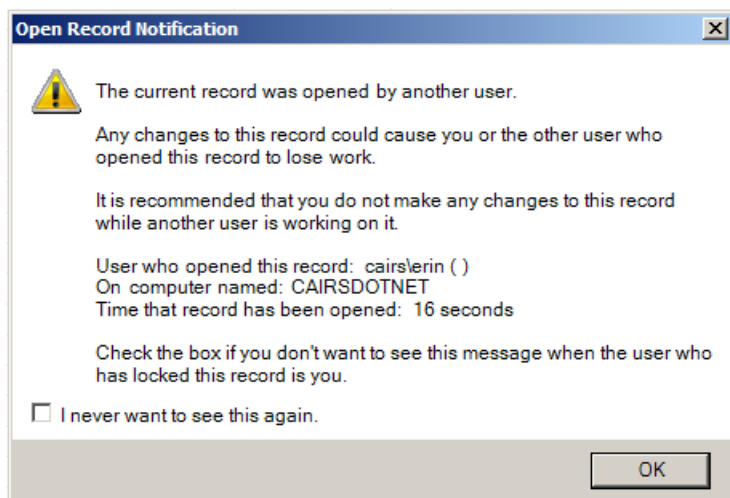 Open Record Notification
The current record was opened by another user.
Any changes to this record could cause you or the other user who
opened this record to lose work.
It is recommended that you do not make any changes to this record
while another user is working on it.
User who opened this record:  cairs\erin ( )
On computer named: CAIRSDOTNET
Time that record has been opened:  16 seconds
Check the box if you don't want to see this message when the user who
has locked this record is you.
I never want to see this again.
OK